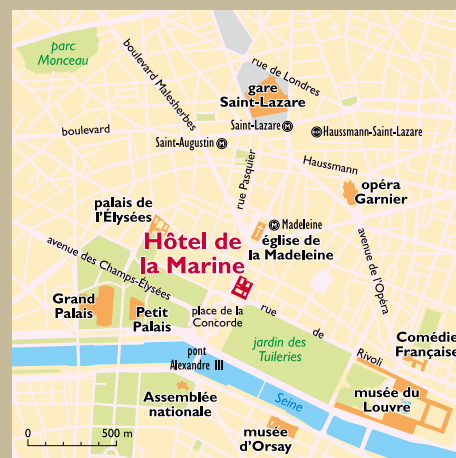 parc
Monceau
boulevard Malesherbes
rue de Londres
gare
Saint-Lazare
boulevard
Saint-Lazare M
RER Haussmann-Saint-Lazare
Saint-Augustin M
Haussmann
rue Pasquier
opéra
Garnier
palais de
l'Élysées
M Madeleine
église de
la Madeleine
Hôtel de
la Marine
avenue des Champs-Élysées
avenue de l'Opéra
Grand
Palais
Petit
Palais
place de la
Concorde
rue de Rivoli
jardin des
Tuileries
Comédie
Française
pont
Alexandre III
Assemblée
nationale
Seine
musée du
Louvre
musée
d'Orsay
0 500 m